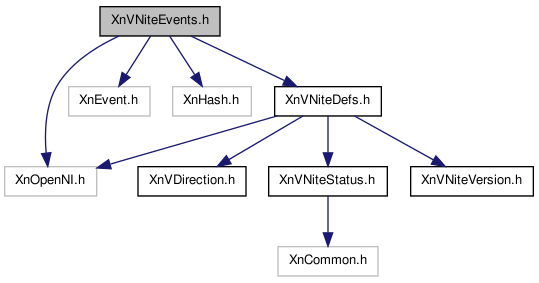 XnVNiteEvents.h
XnEvent.h
XnHash.h
XnVNiteDefs.h
XnOpenNI.h
XnVDirection.h
XnVNiteStatus.h
XnVNiteVersion.h
XnCommon.h